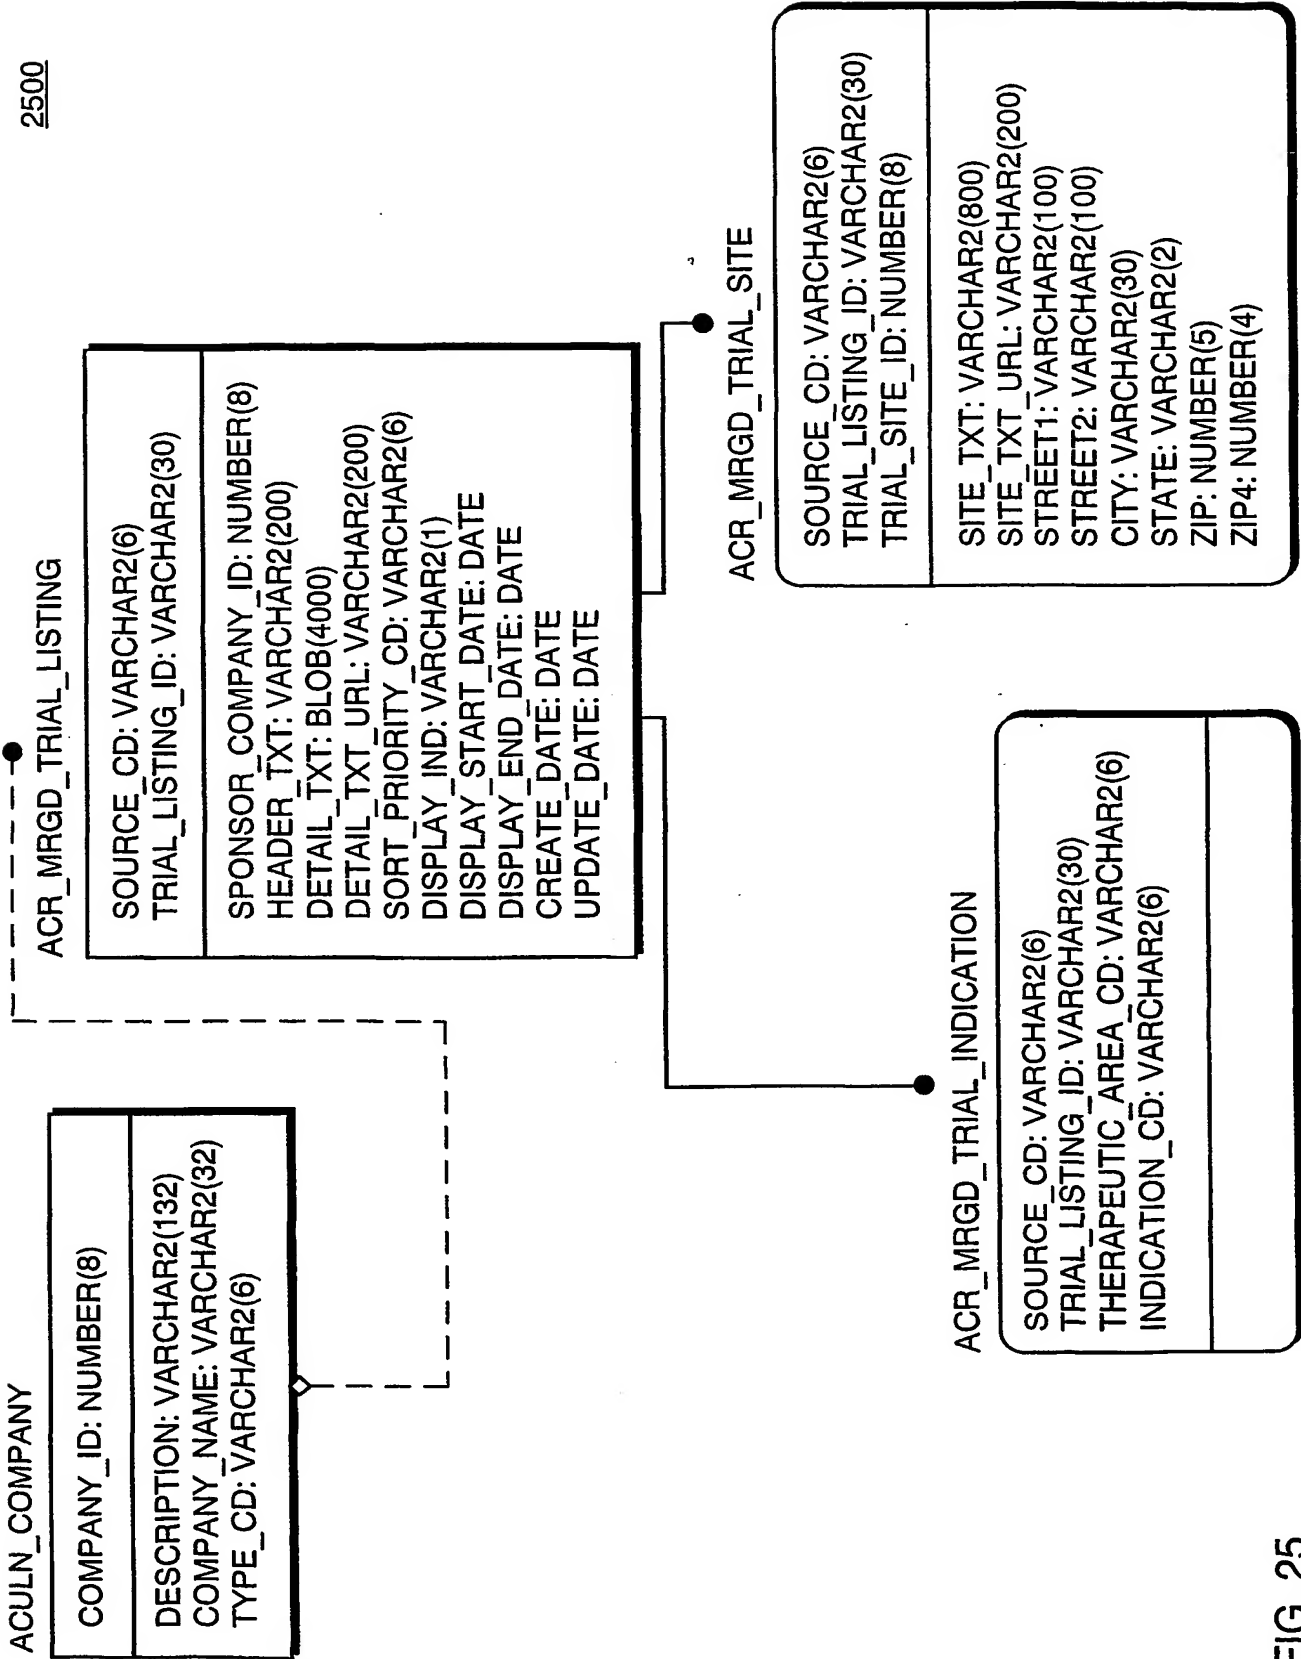 2500
ACULN_COMPANY
COMPANY_ID: NUMBER(8)
DESCRIPTION: VARCHAR2(132)
COMPANY_NAME: VARCHAR2(32)
TYPE_CD: VARCHAR2(6)
ACR_MRGD_TRIAL_LISTING
SOURCE_CD: VARCHAR2(6)
TRIAL_LISTING_ID: VARCHAR2(30)
SPONSOR_COMPANY_ID: NUMBER(8)
HEADER_TXT: VARCHAR2(200)
DETAIL_TXT: BLOB(4000)
DETAIL_TXT_URL: VARCHAR2(200)
SORT_PRIORITY_CD: VARCHAR2(6)
DISPLAY_IND: VARCHAR2(1)
DISPLAY_START_DATE: DATE
DISPLAY_END_DATE: DATE
CREATE_DATE: DATE
UPDATE_DATE: DATE
ACR_MRGD_TRIAL_INDICATION
SOURCE_CD: VARCHAR2(6)
TRIAL_LISTING_ID: VARCHAR2(30)
THERAPEUTIC_AREA_CD: VARCHAR2(6)
INDICATION_CD: VARCHAR2(6)
ACR_MRGD_TRIAL_SITE
SOURCE_CD: VARCHAR2(6)
TRIAL_LISTING_ID: VARCHAR2(30)
TRIAL_SITE_ID: NUMBER(8)
SITE_TXT: VARCHAR2(800)
SITE_TXT_URL: VARCHAR2(200)
STREET1: VARCHAR2(100)
STREET2: VARCHAR2(100)
CITY: VARCHAR2(30)
STATE: VARCHAR2(2)
ZIP: NUMBER(5)
ZIP4: NUMBER(4)
FIG. 25